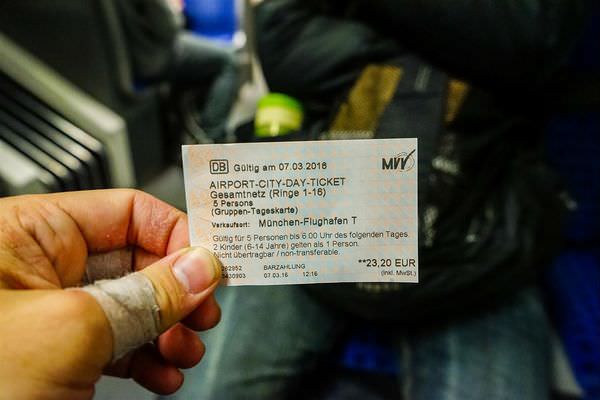 DB Gültig am 07.03.2016 MVV
AIRPORT-CITY-DAY-TICKET
Gesamtnetz (Ringe 1-16)
5 Persons
(Gruppen-Tageskarte)
Verkaufsort: München-Flughafen T
Gültig für 5 Personen bis 6:00 Uhr des folgenden Tages.
2 Kinder (6-14 Jahre) gelten als 1 Person.
Nicht übertragbar / non-transferable.
BARZAHLUNG **23,20 EUR
07.03.16 12:16 (inkl. MwSt.)